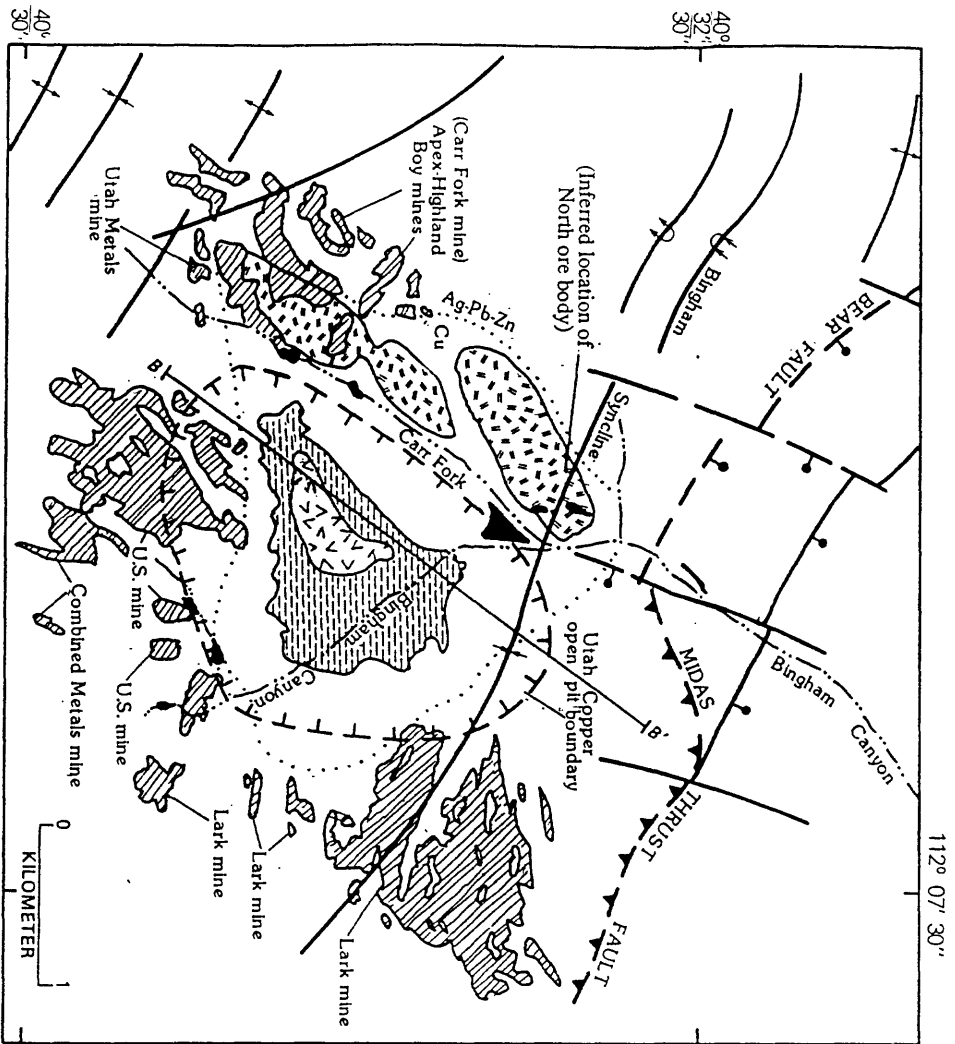 40°
30'
40°
32'
30"
112° 07' 30"
(Carr Fork mine)
Apex-Highland
Boy mines
(Inferred location of
North ore body)
Utah Metals
mine
Ag-Pb-Zn
Cu
Bingham
Syncline
BEAR
FAULT
MIDAS
THRUST
FAULT
Bingham
Canyon
Carr Fork
B
B'
Utah Copper
open pit boundary
Bingham
Canyon
U.S. mine
U.S. mine
Combined Metals mine
Lark mine
Lark mine
Lark mine
0
1
KILOMETER